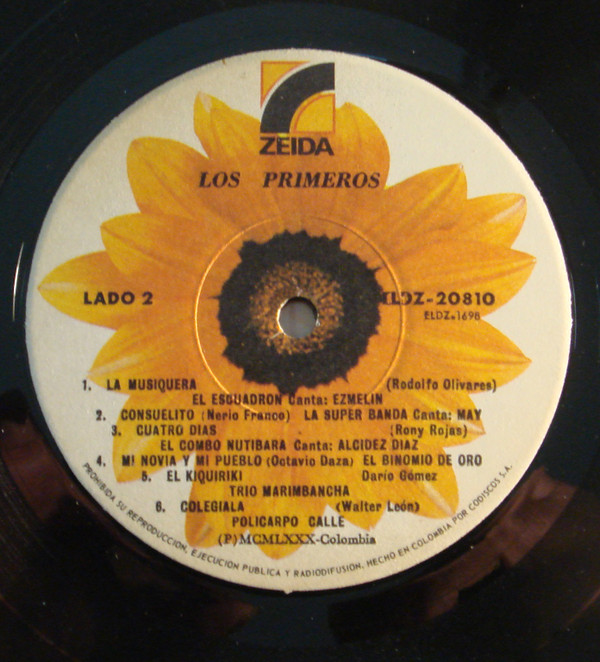 ZEIDA
LOS PRIMEROS
LADO 2
ELDZ-20810
ELDZ-1698
1. LA MUSIQUERA (Rodolfo Olivares)
EL ESCUADRON Canta: EZMELIN
2. CONSUELITO (Nerio Franco) LA SUPER BANDA Canta: MAY
3. CUATRO DIAS (Rony Rojas)
EL COMBO NUTIBARA Canta: ALCIDEZ DIAZ
4. MI NOVIA Y MI PUEBLO (Octavio Daza) EL BINOMIO DE ORO
5. EL KIQUIRIKI Darío Gómez
TRIO MARIMBANCHA
6. COLEGIALA (Walter León)
POLICARPO CALLE
(P) MCMLXXX-Colombia
PROHIBIDA SU REPRODUCCION, EJECUCION PUBLICA Y RADIODIFUSION. HECHO EN COLOMBIA POR CODISCOS S.A.